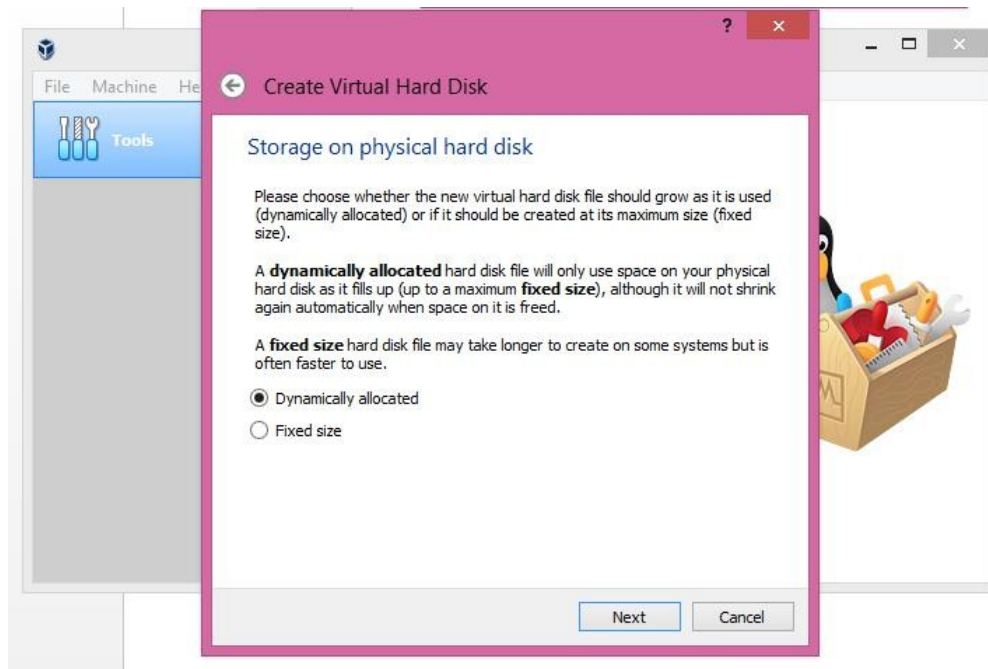 ?
File Machine He
Create Virtual Hard Disk
Tools
Storage on physical hard disk
Please choose whether the new virtual hard disk file should grow as it is used
(dynamically allocated) or if it should be created at its maximum size (fixed
size).
A dynamically allocated hard disk file will only use space on your physical
hard disk as it fills up (up to a maximum fixed size), although it will not shrink
again automatically when space on it is freed.
A fixed size hard disk file may take longer to create on some systems but is
often faster to use.
Dynamically allocated
Fixed size
Next Cancel